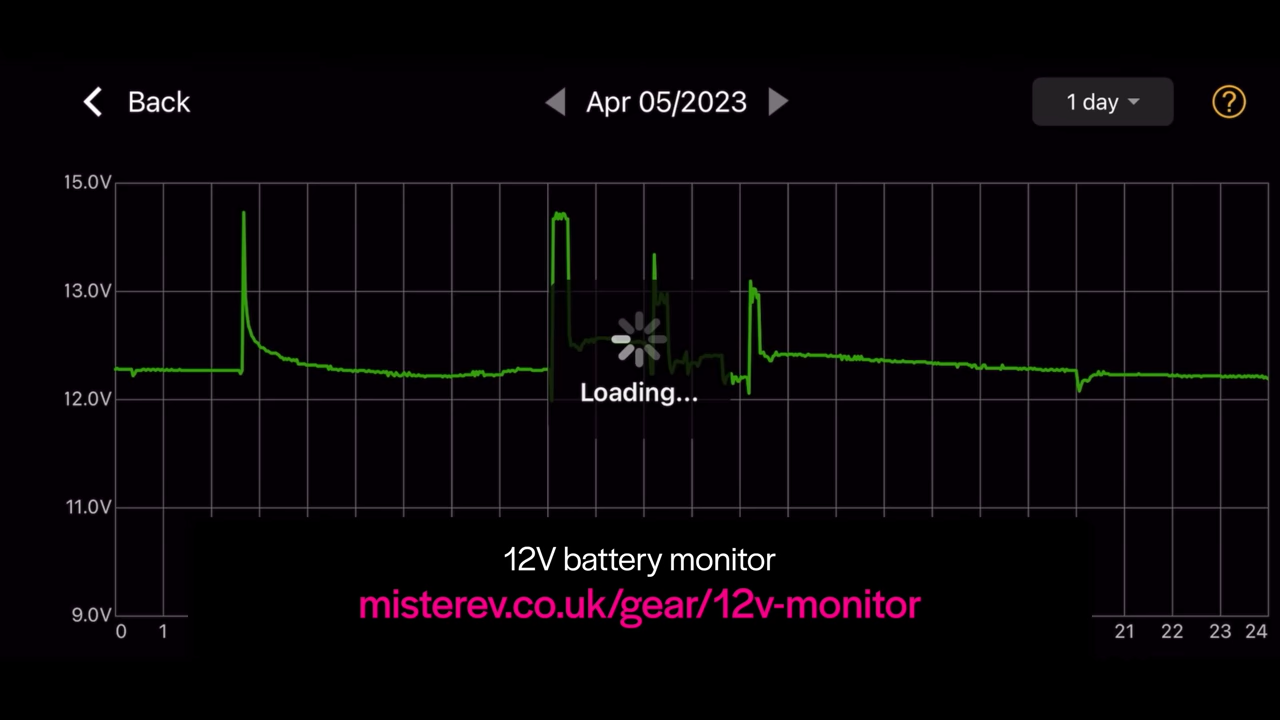 Back
Apr 05/2023
1 day
?
15.0V
13.0V
12.0V
11.0V
9.0V
0 1 21 22 23 24
Loading...
12V battery monitor
misterev.co.uk/gear/12v-monitor